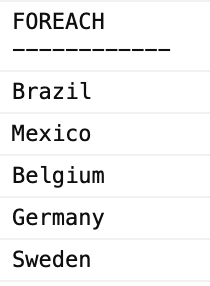 FOREACH
------------
Brazil
Mexico
Belgium
Germany
Sweden